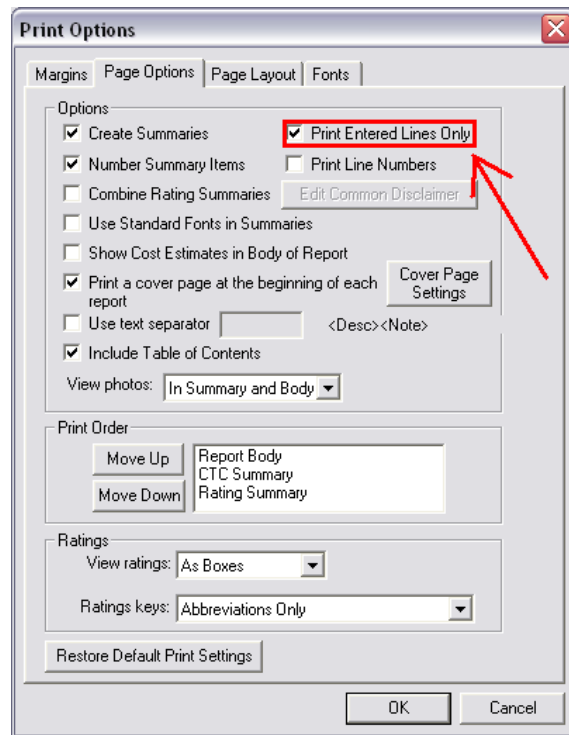 Print Options
Margins Page Options Page Layout Fonts
Options
Create Summaries Print Entered Lines Only
Number Summary Items Print Line Numbers
Combine Rating Summaries Edit Common Disclaimer
Use Standard Fonts in Summaries
Show Cost Estimates in Body of Report
Print a cover page at the beginning of each
report
Cover Page
Settings
Use text separator <Desc><Note>
Include Table of Contents
View photos: In Summary and Body
Print Order
Move Up
Move Down
Report Body
CTC Summary
Rating Summary
Ratings
View ratings: As Boxes
Ratings keys: Abbreviations Only
Restore Default Print Settings
OK Cancel